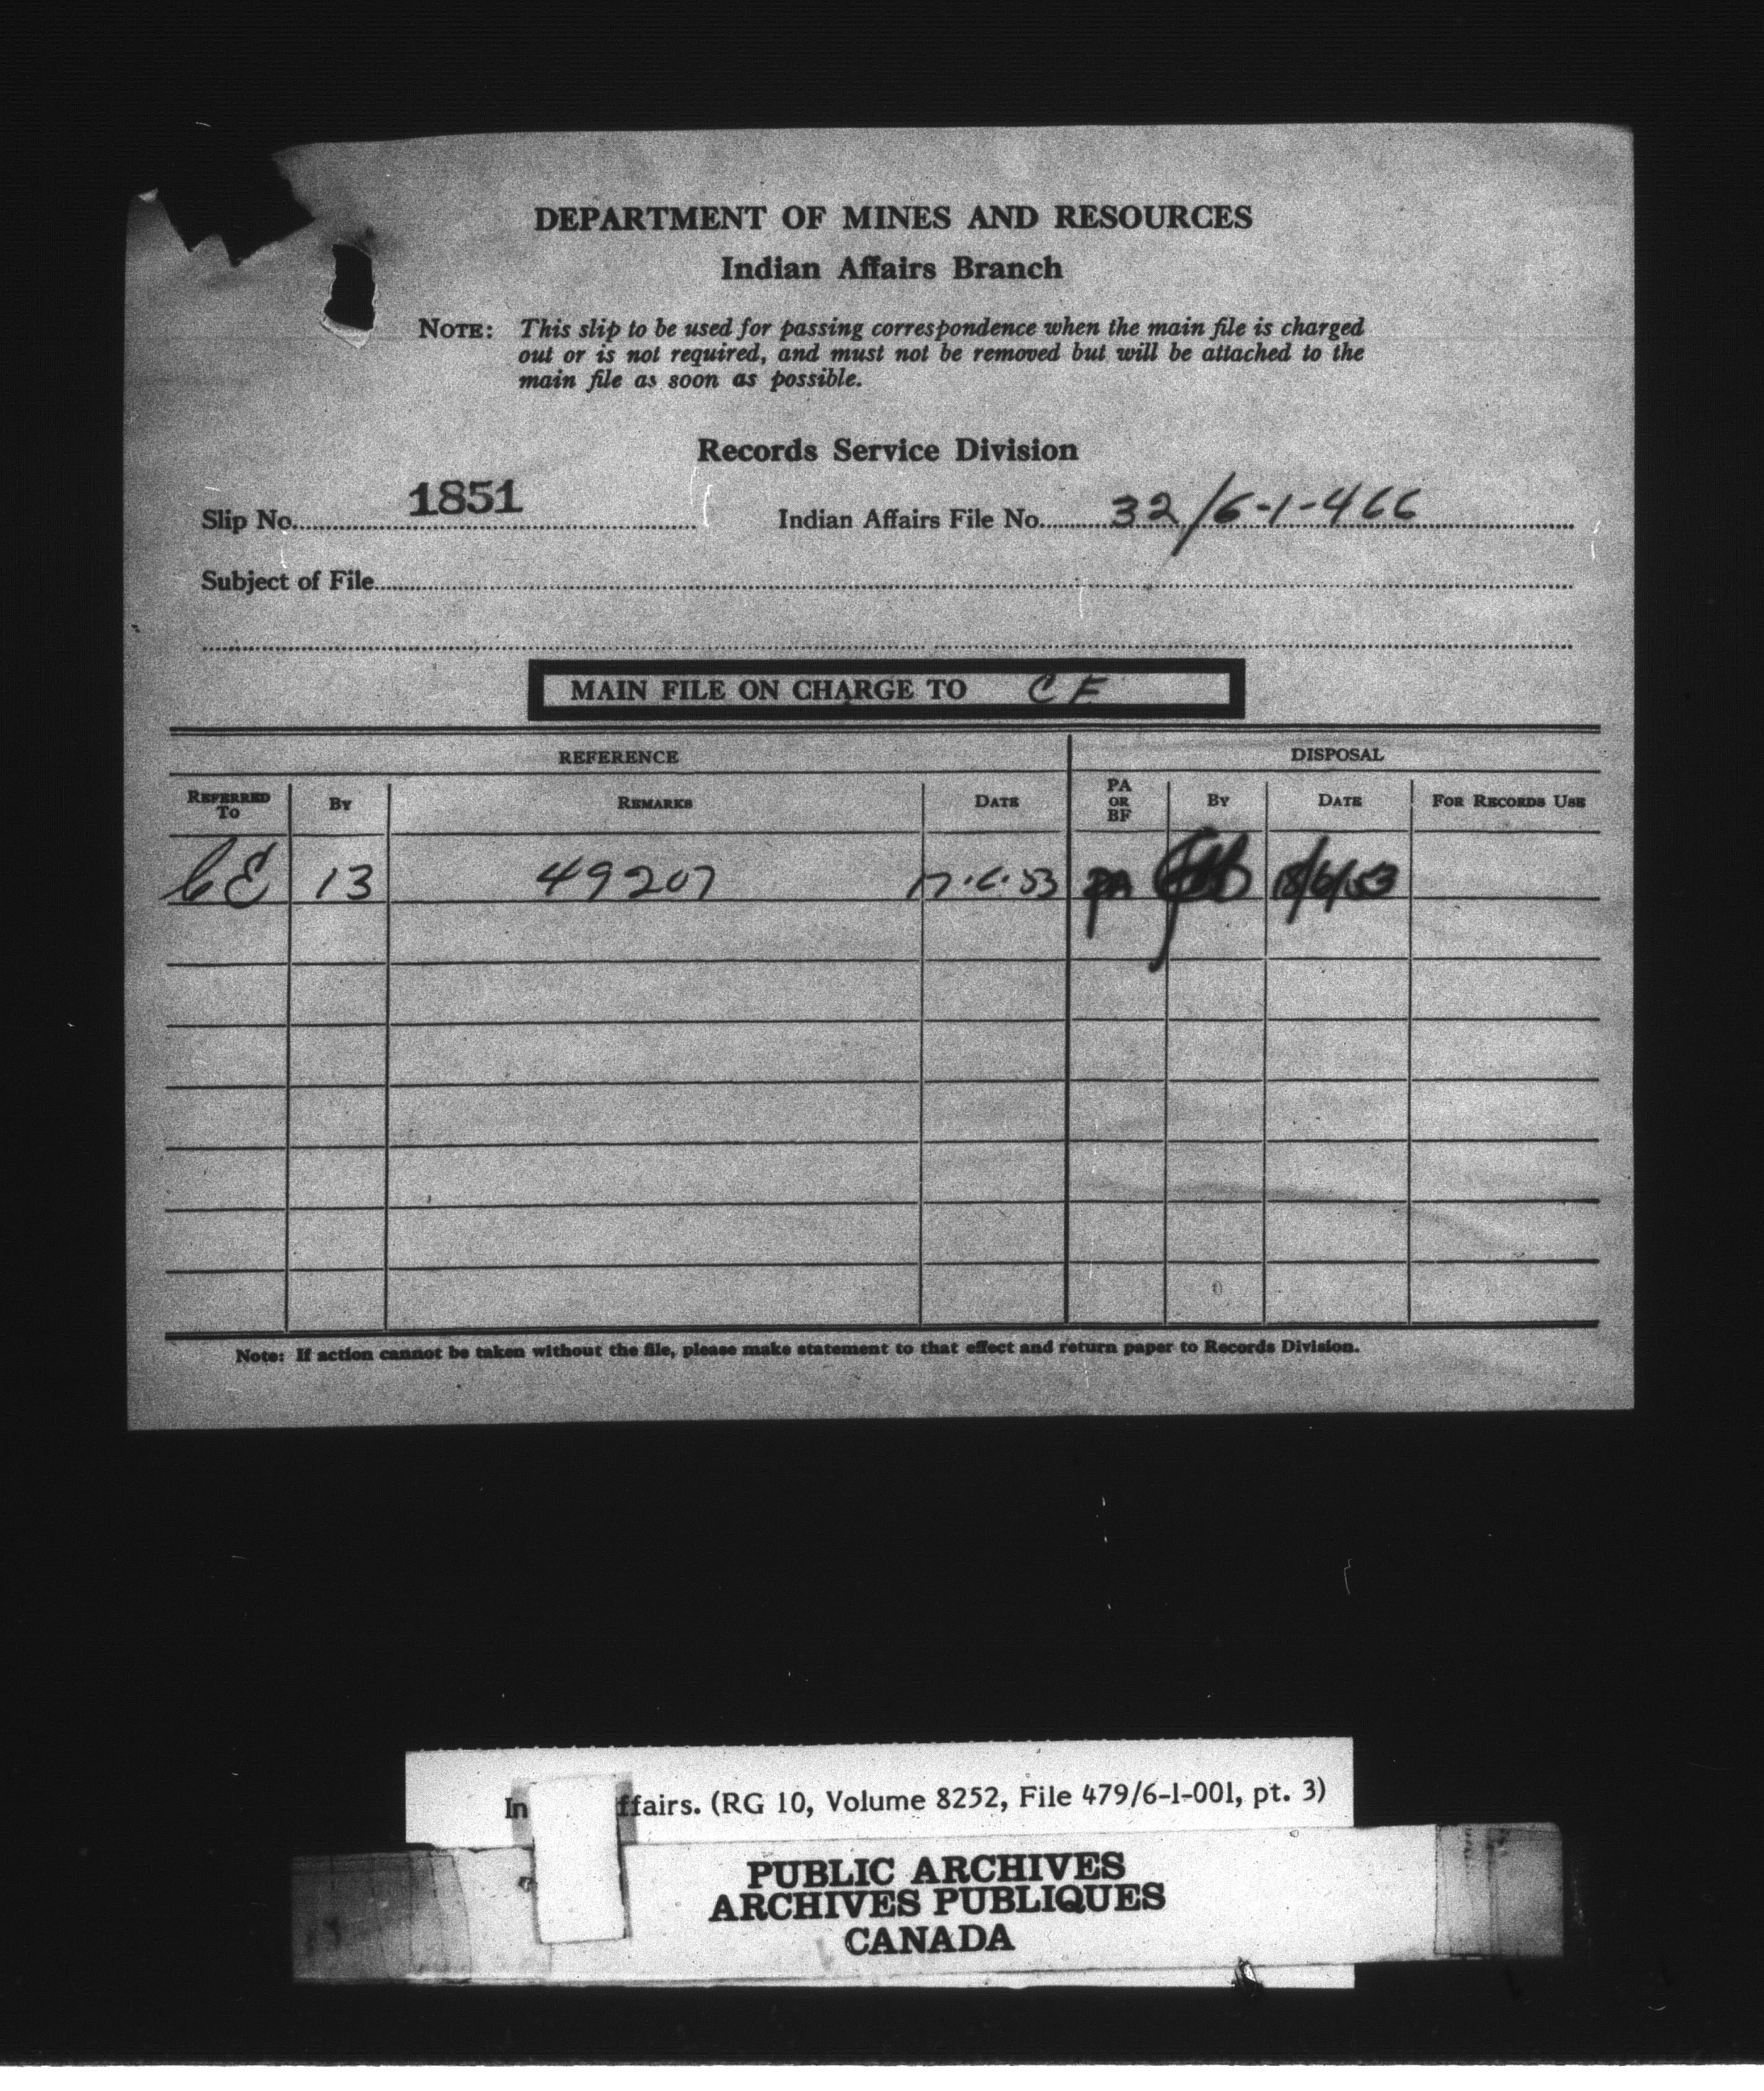 DEPARTMENT OF MINES AND RESOURCES
Indian Affairs Branch
NOTE: This slip to be used for passing correspondence when the main file is charged
out or is not required, and must not be removed but will be attached to the
main file as soon as possible.
Records Service Division
Slip No. 1851 Indian Affairs File No. 32/6-1-466
Subject of File
MAIN FILE ON CHARGE TO CE
REFERENCE DISPOSAL
REFERRED TO BY REMARKS DATE PA OR BF BY DATE FOR RECORDS USE
CE 13 49207 17.6.53 PA 18/6/53
Note: If action cannot be taken without the file, please make statement to that effect and return paper to Records Division.
In ffairs. (RG 10, Volume 8252, File 479/6-1-001, pt. 3)
PUBLIC ARCHIVES
ARCHIVES PUBLIQUES
CANADA